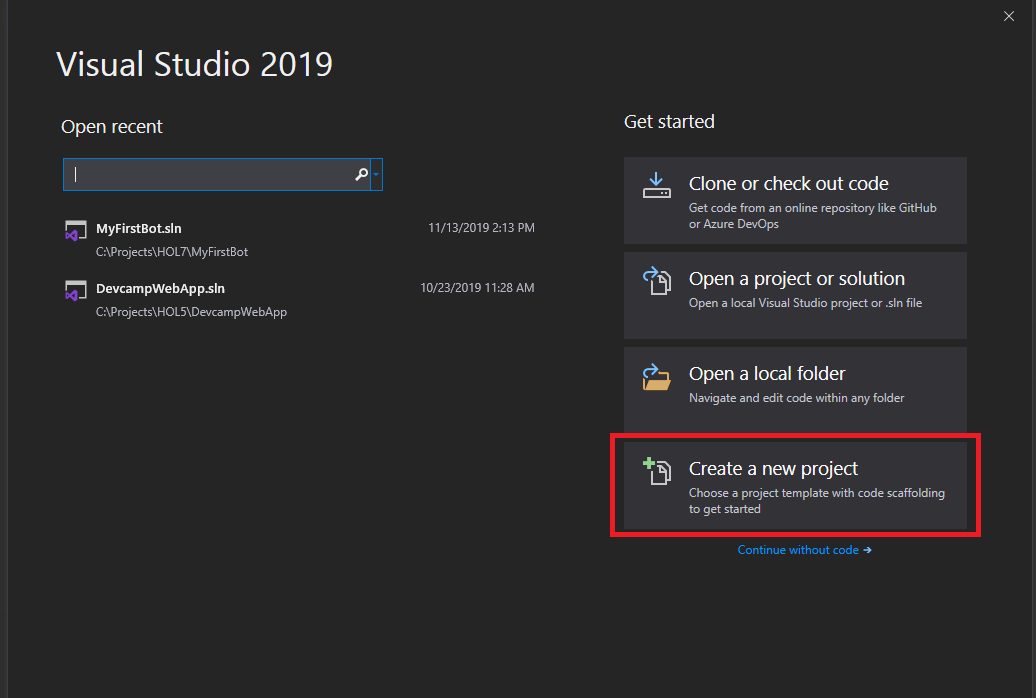 Visual Studio 2019
Open recent
MyFirstBot.sln 11/13/2019 2:13 PM
C:\Projects\HOL7\MyFirstBot
DevcampWebApp.sln 10/23/2019 11:28 AM
C:\Projects\HOL5\DevcampWebApp
Get started
Clone or check out code
Get code from an online repository like GitHub
or Azure DevOps
Open a project or solution
Open a local Visual Studio project or .sln file
Open a local folder
Navigate and edit code within any folder
Create a new project
Choose a project template with code scaffolding
to get started
Continue without code →